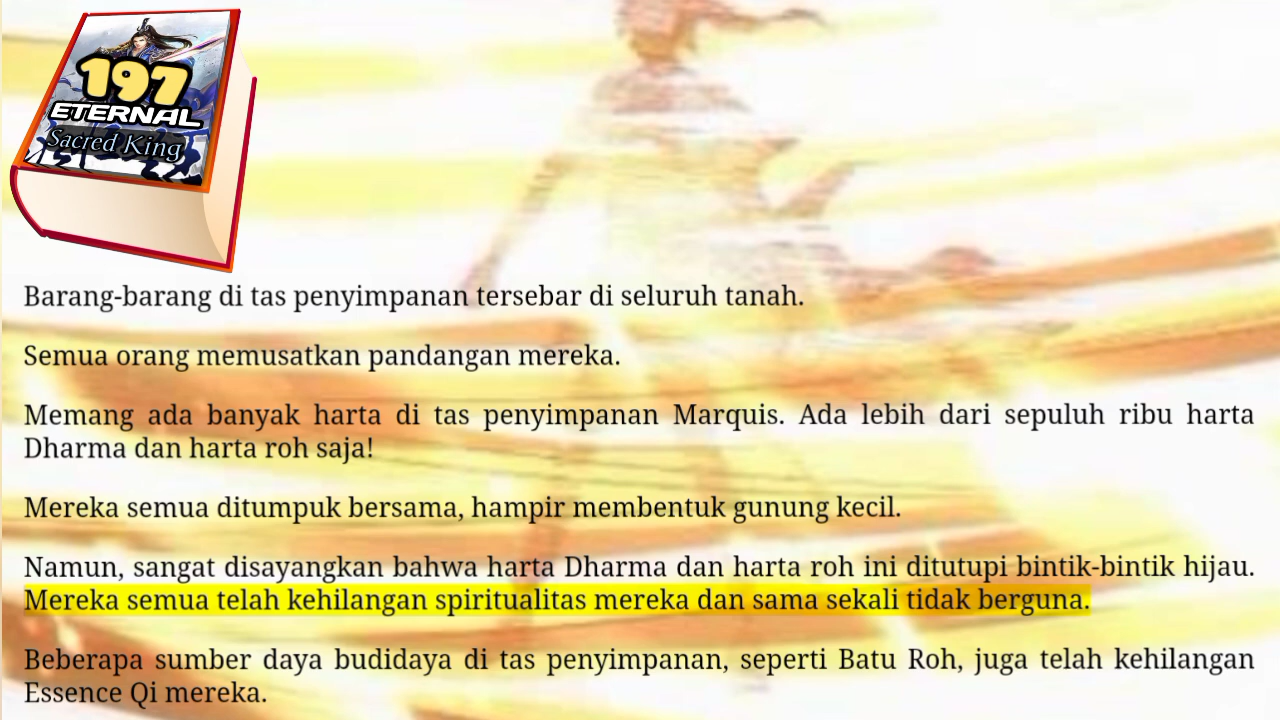 197
ETERNAL
Sacred King
Barang-barang di tas penyimpanan tersebar di seluruh tanah.
Semua orang memusatkan pandangan mereka.
Memang ada banyak harta di tas penyimpanan Marquis. Ada lebih dari sepuluh ribu harta
Dharma dan harta roh saja!
Mereka semua ditumpuk bersama, hampir membentuk gunung kecil.
Namun, sangat disayangkan bahwa harta Dharma dan harta roh ini ditutupi bintik-bintik hijau.
Mereka semua telah kehilangan spiritualitas mereka dan sama sekali tidak berguna.
Beberapa sumber daya budidaya di tas penyimpanan, seperti Batu Roh, juga telah kehilangan
Essence Qi mereka.